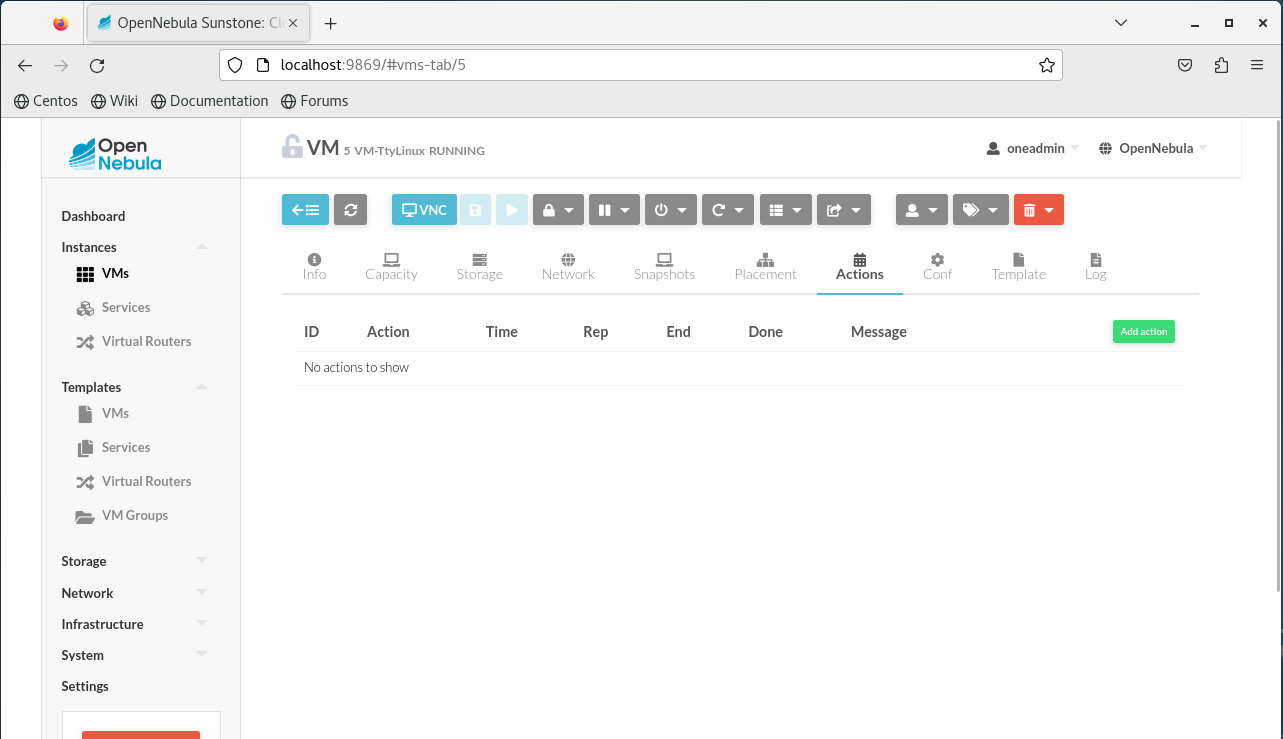 OpenNebula Sunstone: Cl
localhost:9869/#vms-tab/5
Centos Wiki Documentation Forums
Open
Nebula
VM 5 VM-TtyLinux RUNNING
oneadmin OpenNebula
VNC
Dashboard
Instances
VMs
Services
Virtual Routers
Templates
VMs
Services
Virtual Routers
VM Groups
Storage
Network
Infrastructure
System
Settings
Info Capacity Storage Network Snapshots Placement Actions Conf Template Log
ID Action Time Rep End Done Message Add action
No actions to show